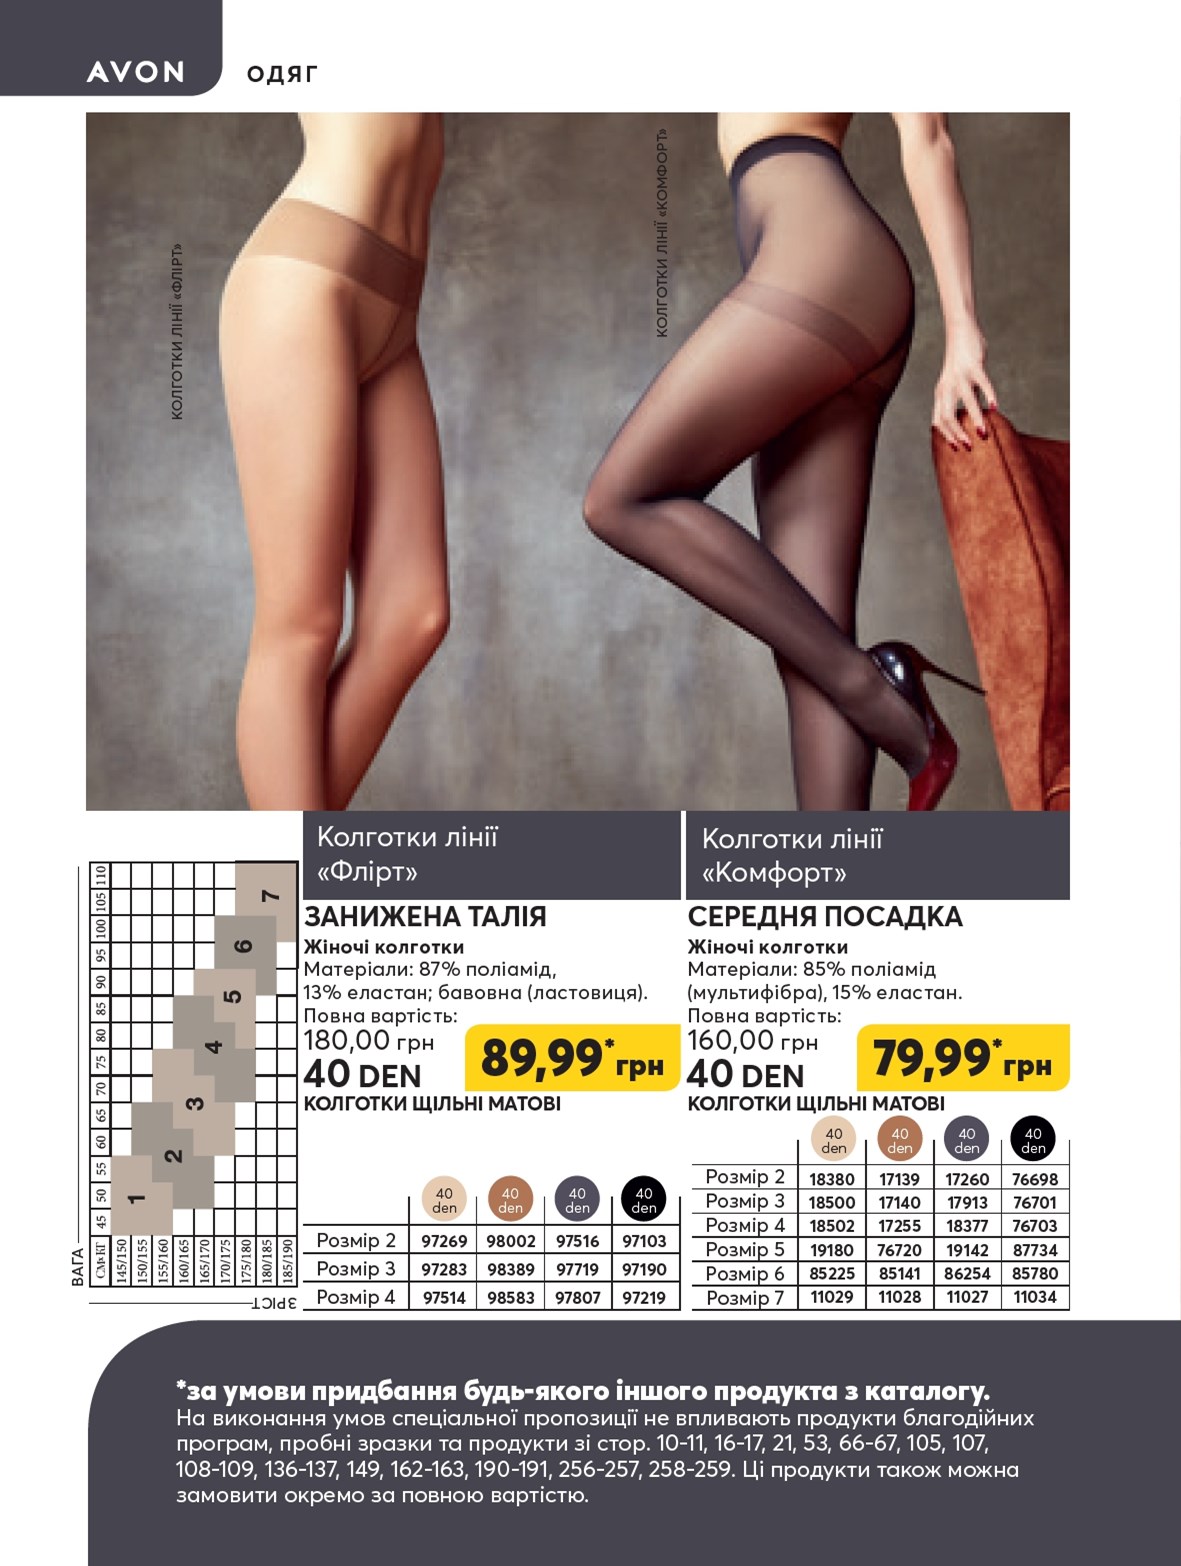 AVON
ОДЯГ
КОЛГОТКИ ЛІНІЇ «ФЛІРТ»
КОЛГОТКИ ЛІНІЇ «КОМФОРТ»
ВАГА
110
105
100
95
90
85
80
75
70
65
60
55
50
45
СМ•КГ
145/150
150/155
155/160
160/165
165/170
170/175
175/180
180/185
185/190
ЗРІСТ
1
2
3
4
5
6
7
Колготки лінії
«Флірт»
ЗАНИЖЕНА ТАЛІЯ
Жіночі колготки
Матеріали: 87% поліамід,
13% еластан; бавовна (ластовиця).
Повна вартість:
180,00 грн
89,99* грн
40 DEN
КОЛГОТКИ ЩІЛЬНІ МАТОВІ
40 den 40 den 40 den 40 den
Розмір 2 97269 98002 97516 97103
Розмір 3 97283 98389 97719 97190
Розмір 4 97514 98583 97807 97219
Колготки лінії
«Комфорт»
СЕРЕДНЯ ПОСАДКА
Жіночі колготки
Матеріали: 85% поліамід
(мультифібра), 15% еластан.
Повна вартість:
160,00 грн
79,99* грн
40 DEN
КОЛГОТКИ ЩІЛЬНІ МАТОВІ
40 den 40 den 40 den 40 den
Розмір 2 18380 17139 17260 76698
Розмір 3 18500 17140 17913 76701
Розмір 4 18502 17255 18377 76703
Розмір 5 19180 76720 19142 87734
Розмір 6 85225 85141 86254 85780
Розмір 7 11029 11028 11027 11034
*за умови придбання будь-якого іншого продукта з каталогу.
На виконання умов спеціальної пропозиції не впливають продукти благодійних
програм, пробні зразки та продукти зі стор. 10-11, 16-17, 21, 53, 66-67, 105, 107,
108-109, 136-137, 149, 162-163, 190-191, 256-257, 258-259. Ці продукти також можна
замовити окремо за повною вартістю.